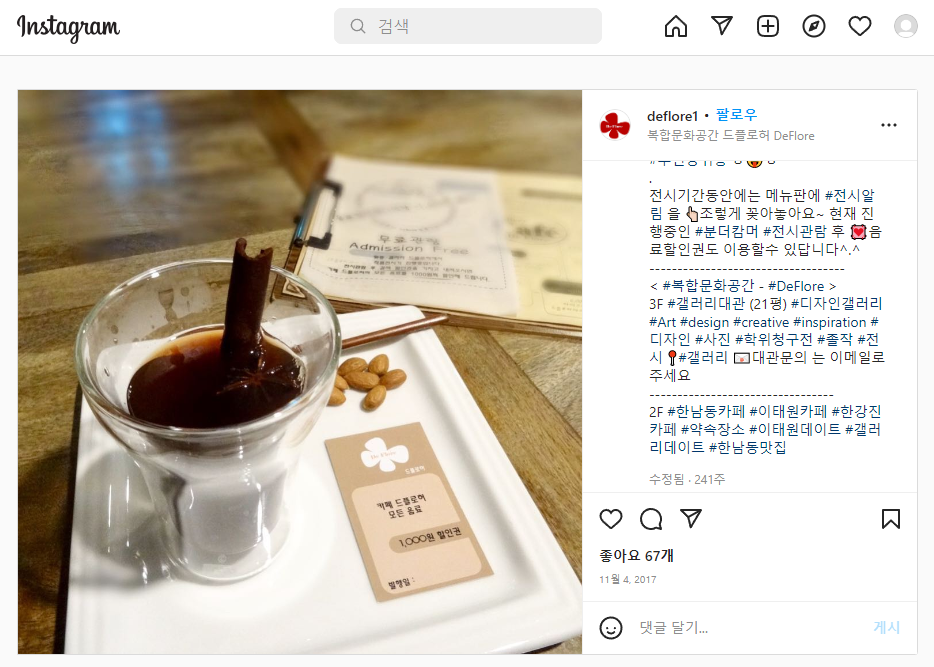 Instagram
검색
deflore1 • 팔로우
복합문화공간 드플로허 DeFlore
.
전시기간동안에는 메뉴판에 #전시알
림 을 👆🏻조렇게 꽂아놓아요~ 현재 진
행중인 #분더캄머 #전시관람 후 💟음
료할인권도 이용할수 있답니다^.^
------------------------------
< #복합문화공간 - #DeFlore >
3F #갤러리대관 (21평) #디자인갤러리
#Art #design #creative #inspiration #
디자인 #사진 #학위청구전 #졸작 #전
시📍#갤러리 💌대관문의 는 이메일로
주세요
----------------------------
2F #한남동카페 #이태원카페 #한강진
카페 #약속장소 #이태원데이트 #갤러
리데이트 #한남동맛집
수정됨 · 241주
좋아요 67개
11월 4, 2017
댓글 달기...
게시
무료관람
Admission Free
cafe
De Flore
드플로허
카페 드플로허
모든 음료
1,000원 할인권
발행일 :